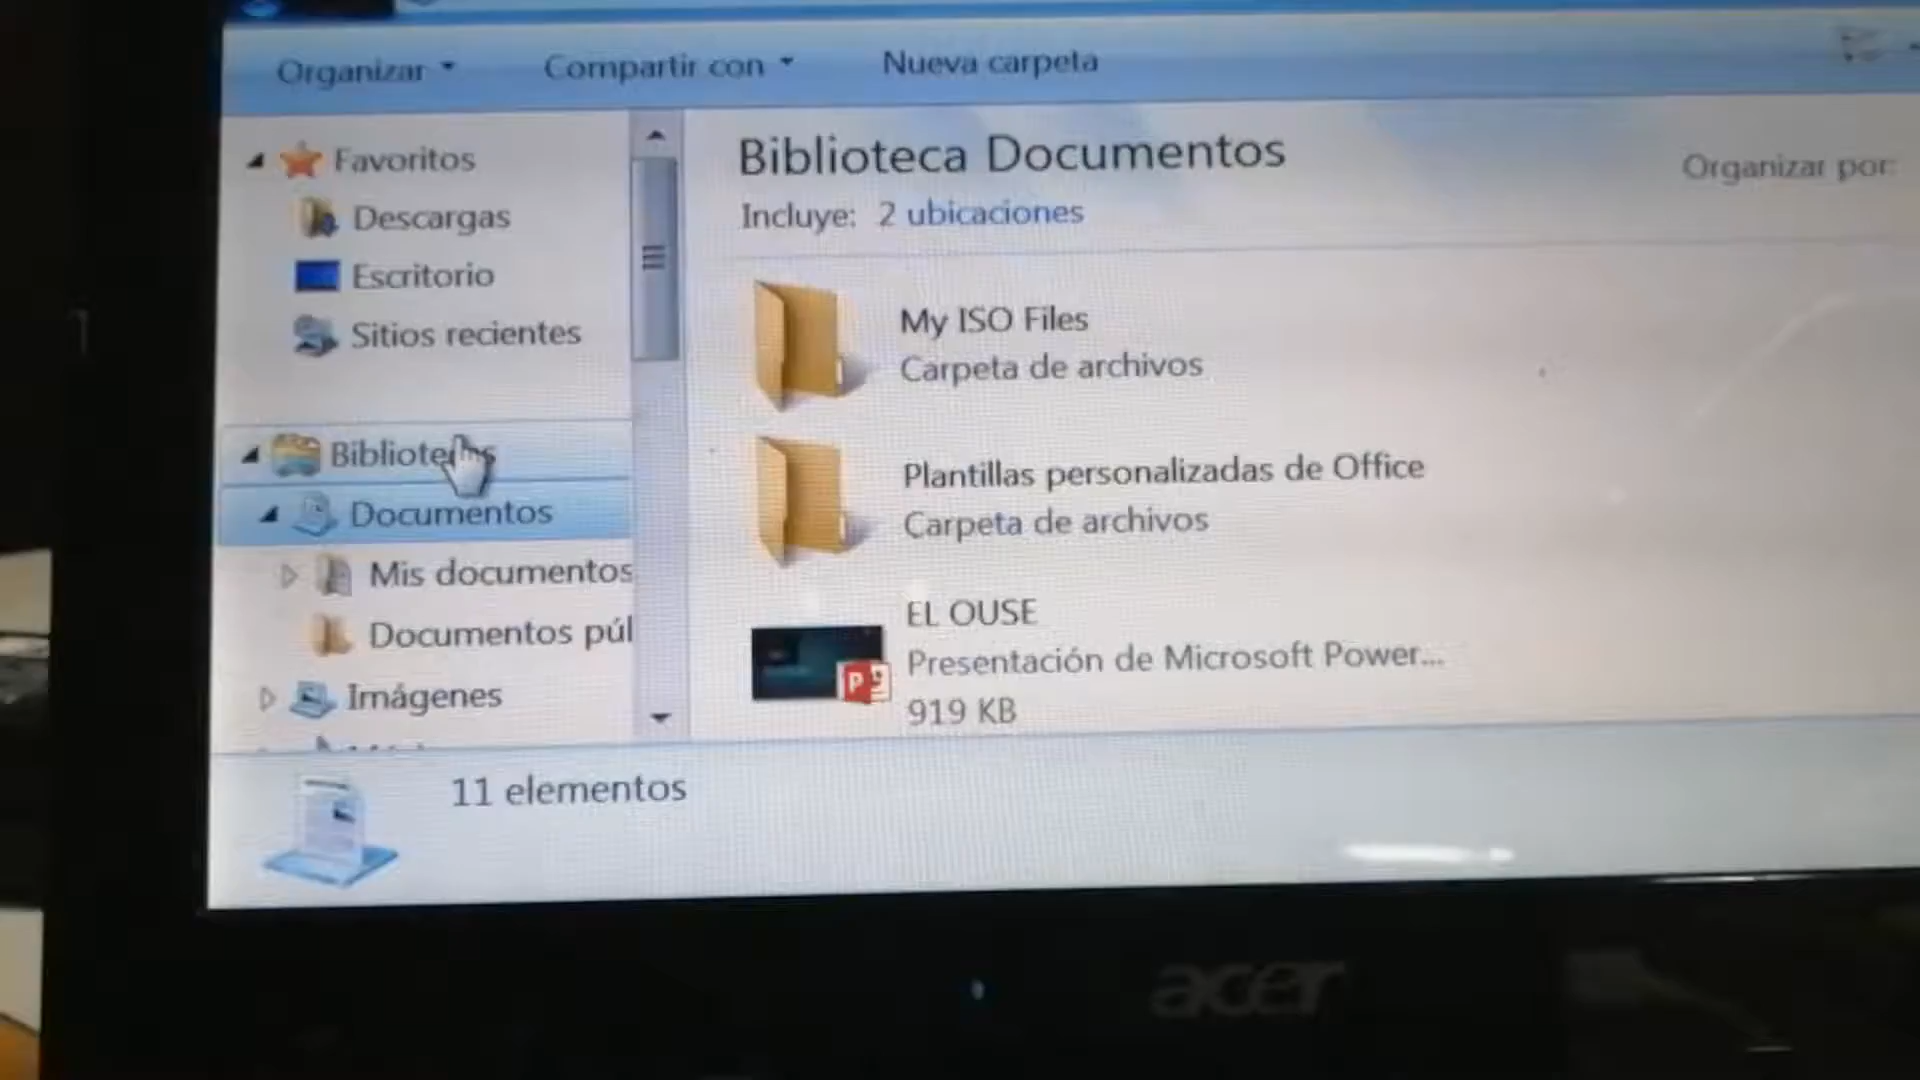 Organizar
Compartir con
Nueva carpeta
Favoritos
Descargas
Escritorio
Sitios recientes
Documentos
Mis documentos
Documentos púl
Imágenes
Biblioteca Documentos
Organizar por:
Incluye: 2 ubicaciones
My ISO Files
Carpeta de archivos
Plantillas personalizadas de Office
Carpeta de archivos
EL OUSE
Presentación de Microsoft Power...
919 KB
11 elementos
acer